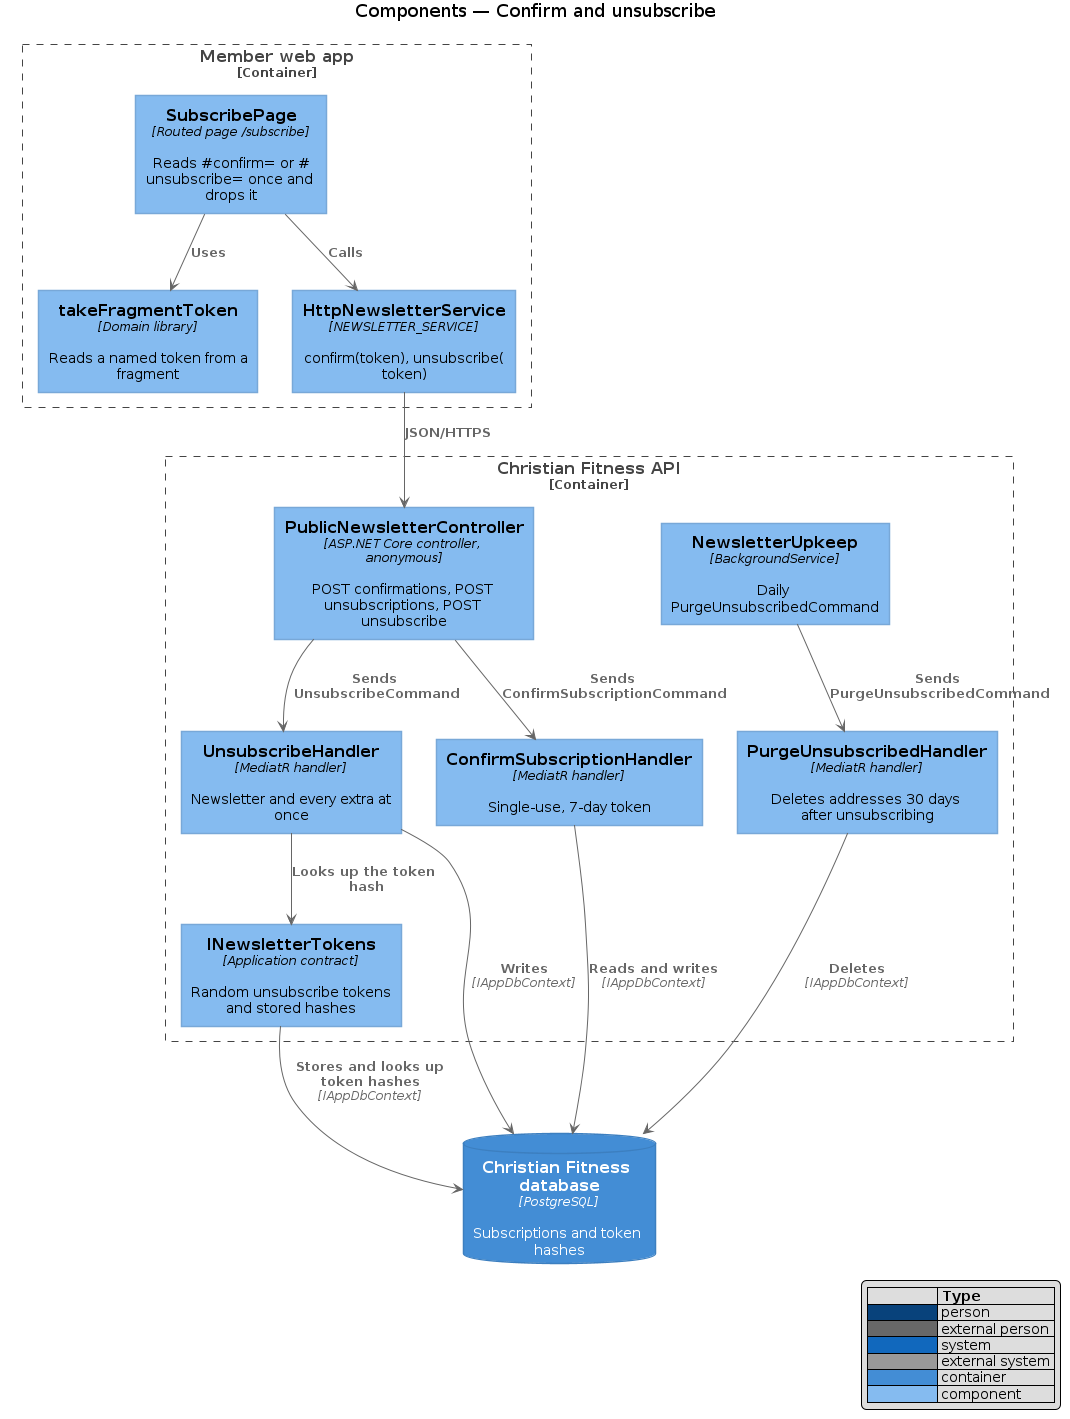 Components — Confirm and unsubscribe
Member web app
[Container]
SubscribePage
[Routed page /subscribe]
Reads #confirm= or #
unsubscribe= once and
drops it
Uses
Calls
takeFragmentToken
[Domain library]
Reads a named token from a
fragment
HttpNewsletterService
[NEWSLETTER_SERVICE]
confirm(token), unsubscribe(
token)
JSON/HTTPS
Christian Fitness API
[Container]
PublicNewsletterController
[ASP.NET Core controller,
anonymous]
POST confirmations, POST
unsubscriptions, POST
unsubscribe
NewsletterUpkeep
[BackgroundService]
Daily
PurgeUnsubscribedCommand
Sends
UnsubscribeCommand
Sends
ConfirmSubscriptionCommand
Sends
PurgeUnsubscribedCommand
UnsubscribeHandler
[MediatR handler]
Newsletter and every extra at
once
ConfirmSubscriptionHandler
[MediatR handler]
Single-use, 7-day token
PurgeUnsubscribedHandler
[MediatR handler]
Deletes addresses 30 days
after unsubscribing
Looks up the token
hash
INewsletterTokens
[Application contract]
Random unsubscribe tokens
and stored hashes
Writes
[IAppDbContext]
Reads and writes
[IAppDbContext]
Deletes
[IAppDbContext]
Stores and looks up
token hashes
[IAppDbContext]
Christian Fitness
database
[PostgreSQL]
Subscriptions and token
hashes
Type
person
external person
system
external system
container
component